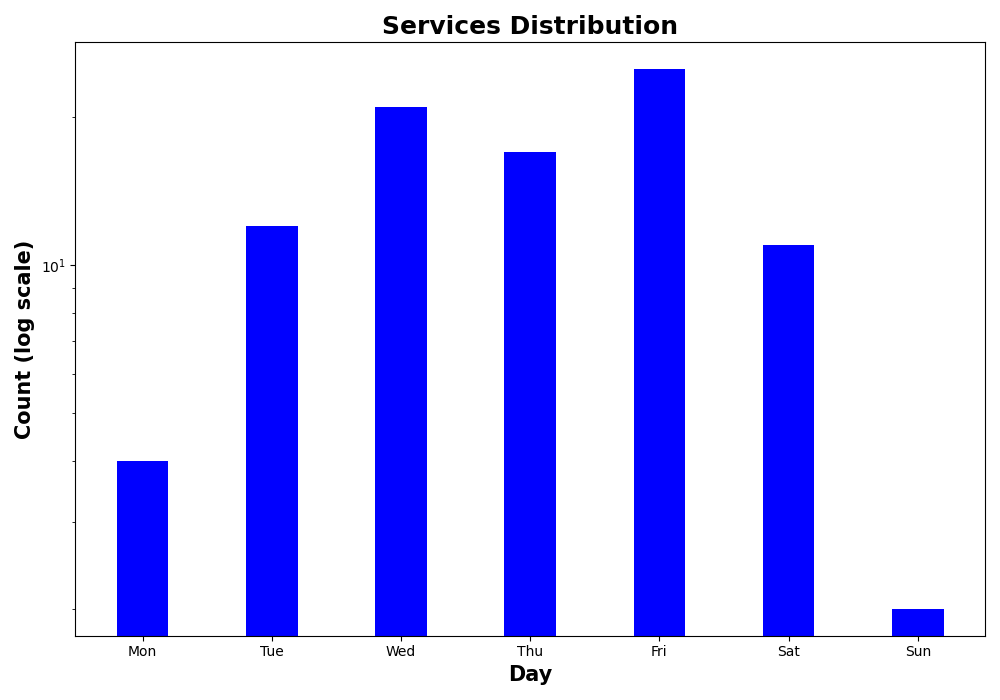 Services Distribution
Count (log scale)
10¹
Mon Tue Wed Thu Fri Sat Sun
Day